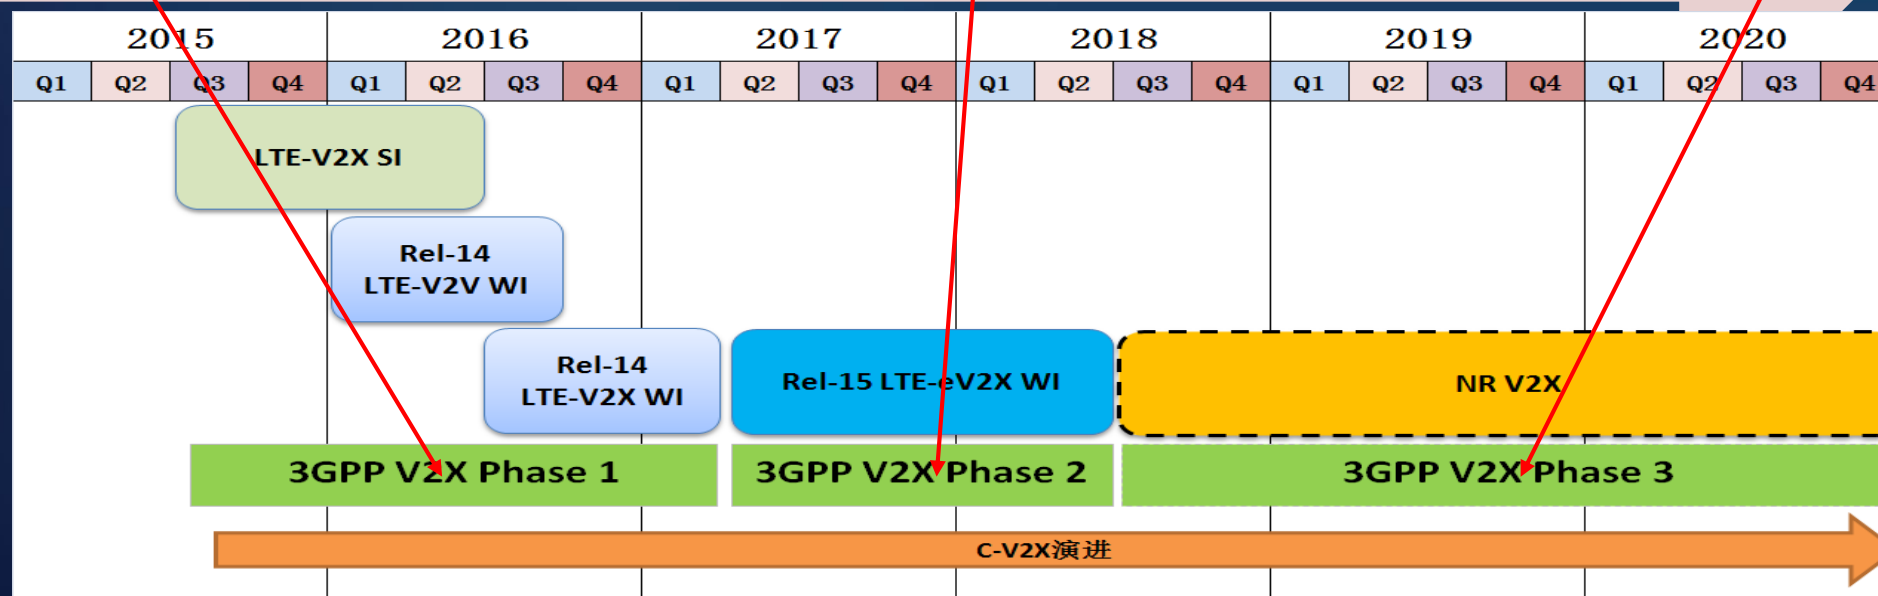 2015 2016 2017 2018 2019 2020
Q1 Q2 Q3 Q4 Q1 Q2 Q3 Q4 Q1 Q2 Q3 Q4 Q1 Q2 Q3 Q4 Q1 Q2 Q3 Q4 Q1 Q2 Q3 Q4
LTE-V2X SI
Rel-14
LTE-V2V WI
Rel-14
LTE-V2X WI
Rel-15 LTE-eV2X WI
NR V2X
3GPP V2X Phase 1
3GPP V2X Phase 2
3GPP V2X Phase 3
C-V2X演进